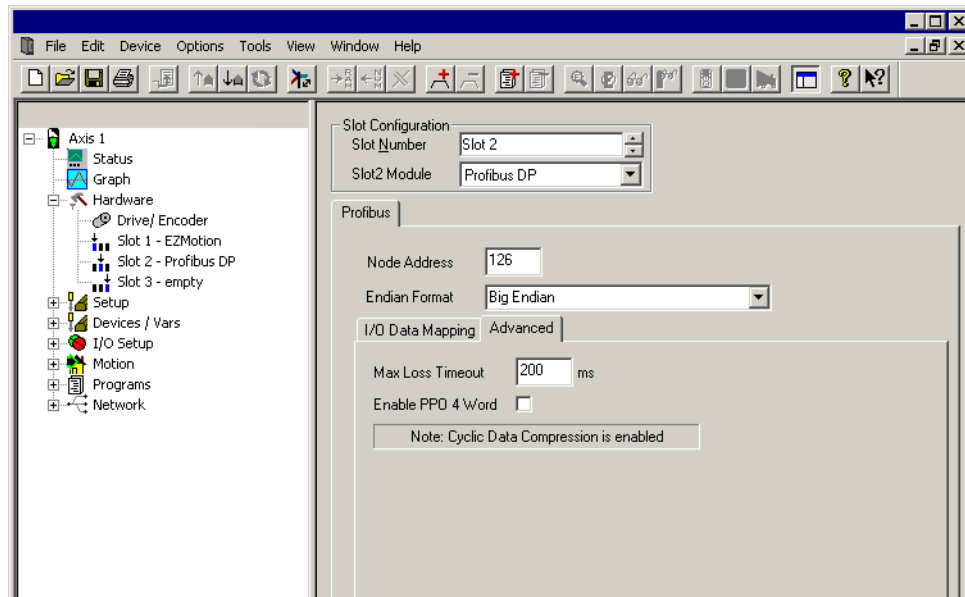 File Edit Device Options Tools View Window Help
Axis 1
Status
Graph
Hardware
Drive/ Encoder
Slot 1 - EZMotion
Slot 2 - Profibus DP
Slot 3 - empty
Setup
Devices / Vars
I/O Setup
Motion
Programs
Network
Slot Configuration
Slot Number Slot 2
Slot2 Module Profibus DP
Profibus
Node Address 126
Endian Format Big Endian
I/O Data Mapping Advanced
Max Loss Timeout 200 ms
Enable PPO 4 Word
Note: Cyclic Data Compression is enabled